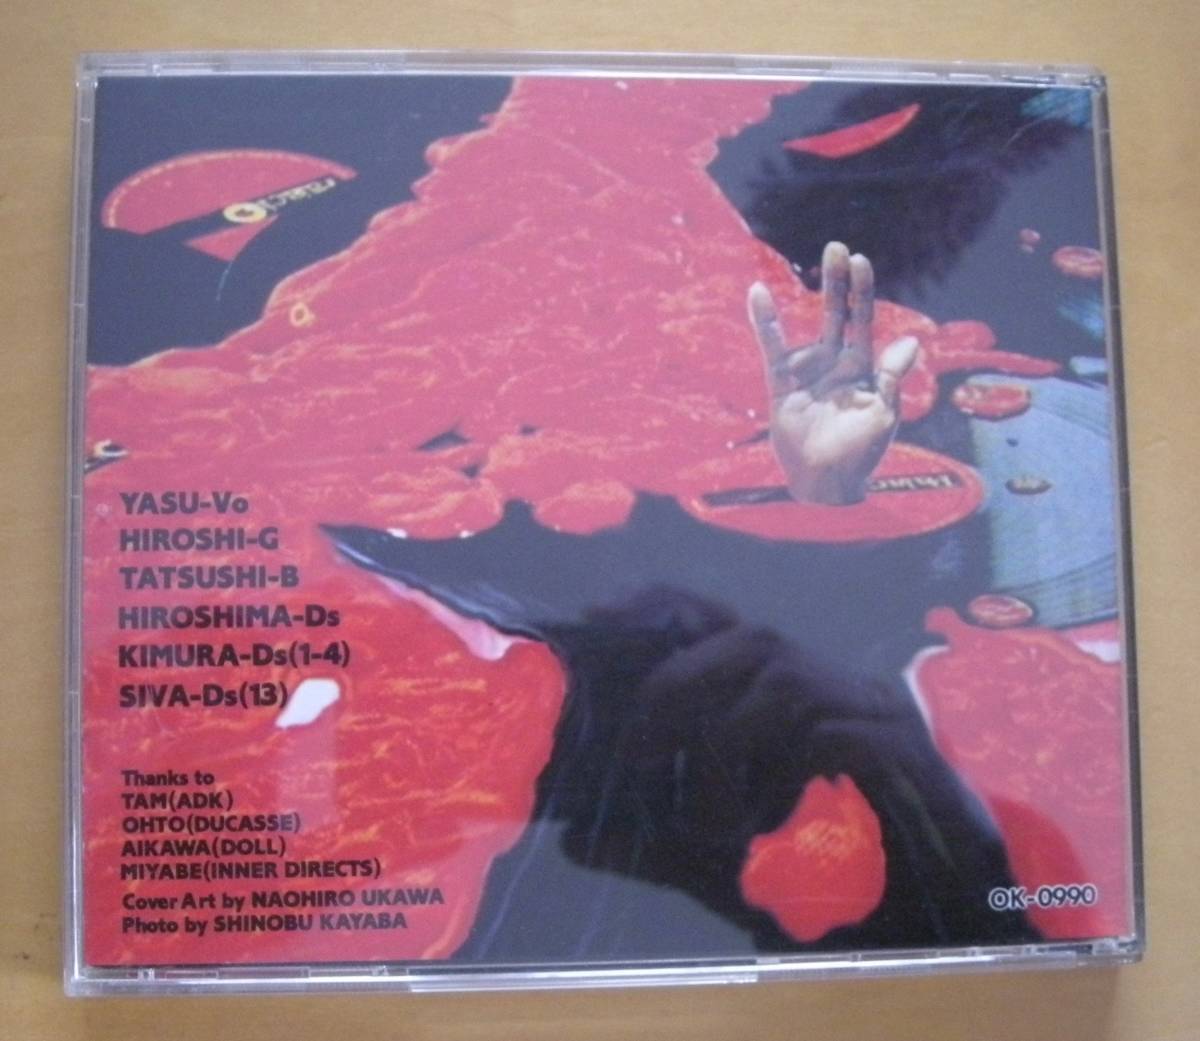 YASU-Vo
HIROSHI-G
TATSUSHI-B
HIROSHIMA-Ds
KIMURA-Ds(1-4)
SIVA-Ds(13)
Thanks to
TAM(ADK)
OHTO(DUCASSE)
AIKAWA(DOLL)
MIYABE(INNER DIRECTS)
Cover Art by NAOHIRO UKAWA
Photo by SHINOBU KAYABA
OK-0990